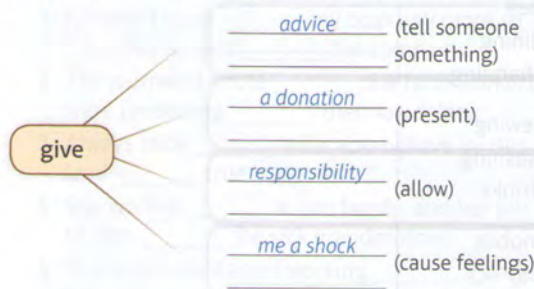 advice (tell someone
something)
a donation (present)
give
responsibility (allow)
me a shock (cause feelings)